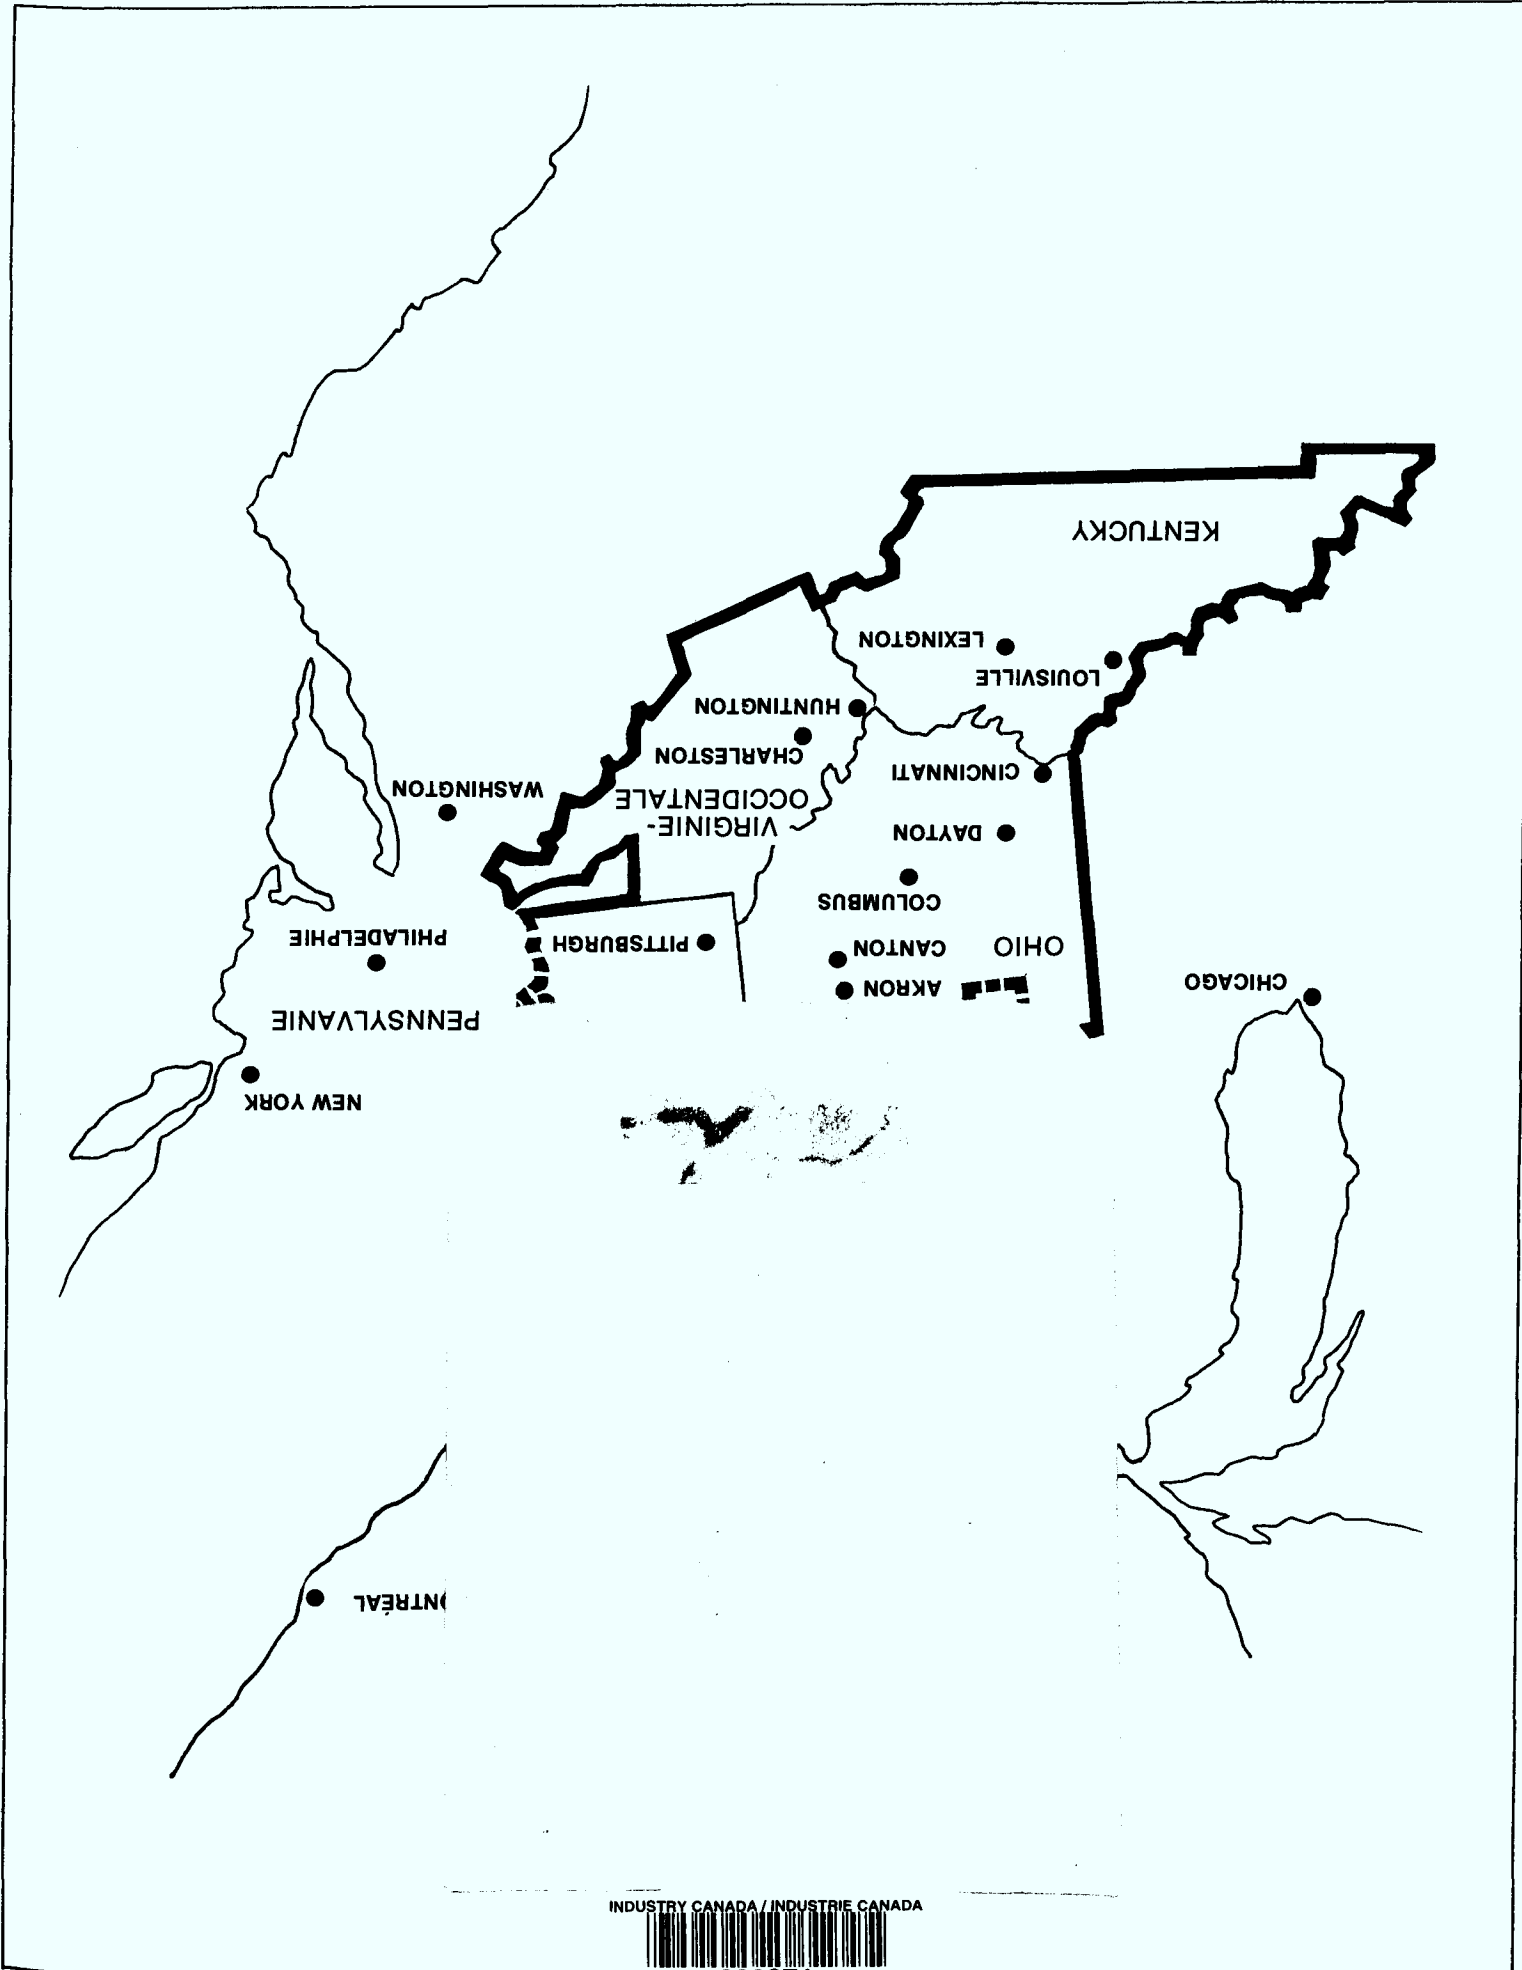 NTRÉAL
NEW YORK
PENNSYLVANIE
PHILADELPHIE
CHICAGO
AKRON
OHIO
CANTON
PITTSBURGH
COLUMBUS
DAYTON
VIRGINIE-
OCCIDENTALE
WASHINGTON
CINCINNATI
CHARLESTON
HUNTINGTON
LOUISVILLE
LEXINGTON
KENTUCKY
INDUSTRY CANADA / INDUSTRIE CANADA